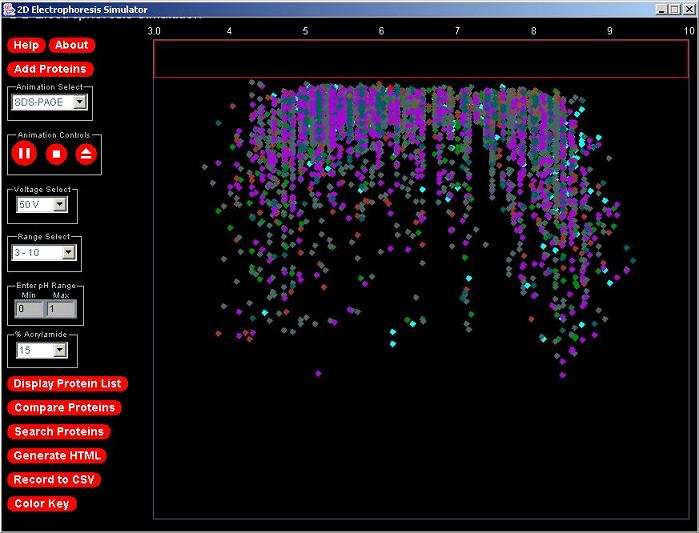 2D Electrophoresis Simulator
Help
About
Add Proteins
Animation Select
SDS-PAGE
Animation Controls
Voltage Select
50 V
Range Select
3 - 10
Enter pH Range
Min Max
0 1
% Acrylamide
15
Display Protein List
Compare Proteins
Search Proteins
Generate HTML
Record to CSV
Color Key
3.0 4 5 6 7 8 9 10